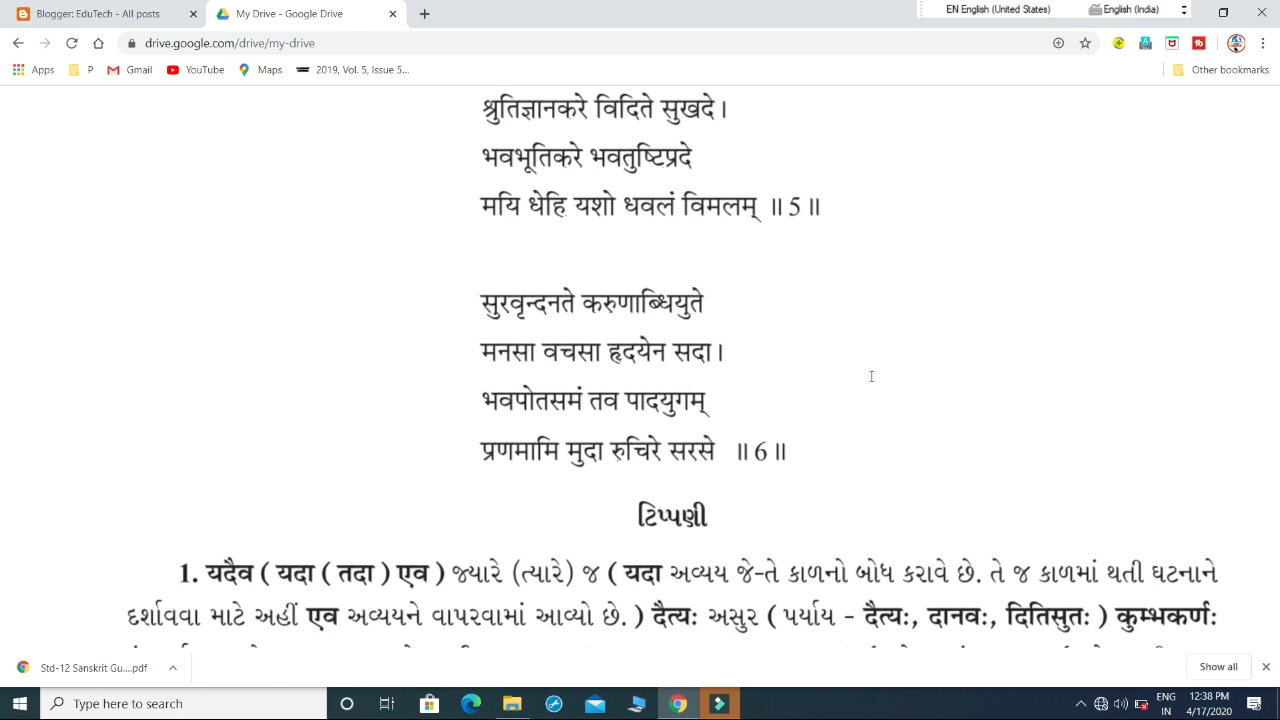 Blogger: EduTech - All posts
My Drive - Google Drive
EN English (United States)
English (India)
drive.google.com/drive/my-drive
Apps
P
Gmail
YouTube
Maps
2019, Vol. 5, Issue 5...
Other bookmarks
श्रुतिज्ञानकरे विदिते सुखदे।
भवभूतिकरे भवतुष्टिप्रदे
मयि धेहि यशो धवलं विमलम् ॥5॥
सुरवृन्दनते करुणाब्धियुते
मनसा वचसा हृदयेन सदा।
भवपोतसमं तव पादयुगम्
प्रणमामि मुदा रुचिरे सरसे ॥6॥
ટિપ્પણી
1. यदैव ( यदा ( तदा ) एव ) જ્યારે (ત્યારે) જ ( यदा અવ્યય જે-તે કાળનો બોધ કરાવે છે. તે જ કાળમાં થતી ઘટનાને
દર્શાવવા માટે અહીં एव અવ્યયને વાપરવામાં આવ્યો છે. ) दैत्यः અસુર ( પર્યાય - दैत्यः, दानवः, दितिसुतः ) कुम्भकर्णः
Std-12 Sanskrit Gu....pdf
Show all
Type here to search
ENG
IN
12:38 PM
4/17/2020